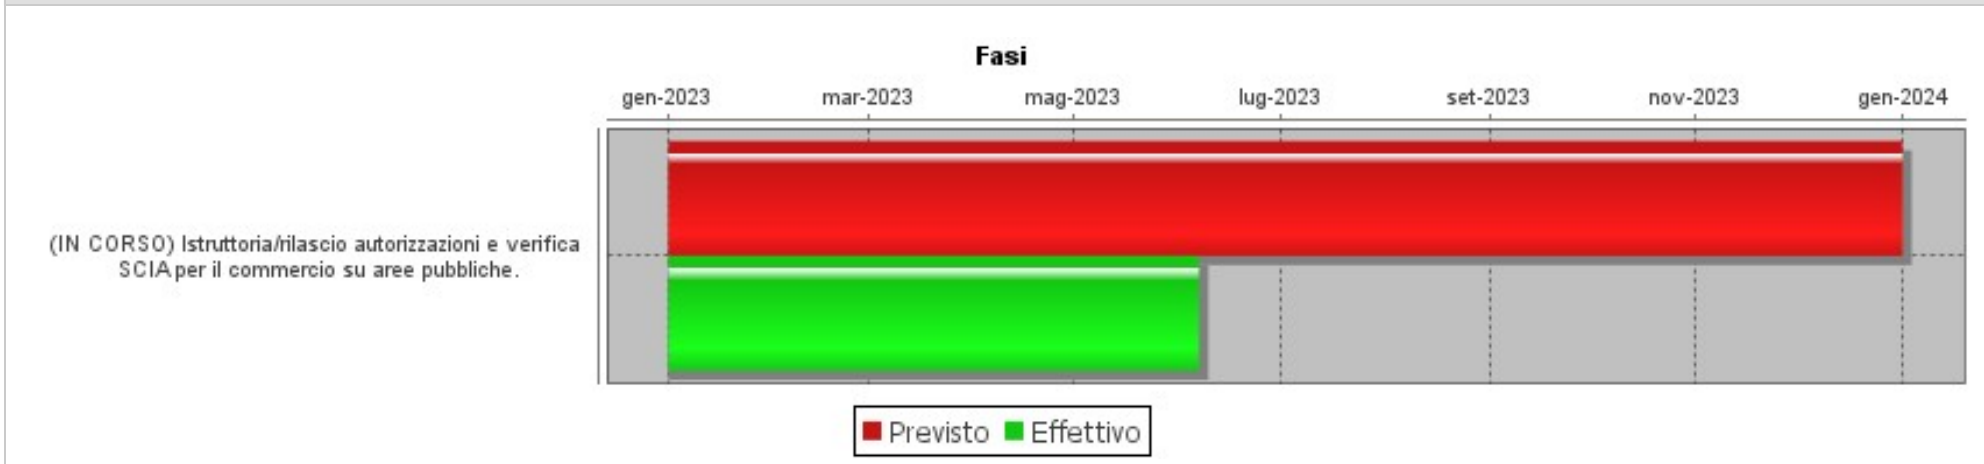 Fasi
gen-2023 mar-2023 mag-2023 lug-2023 set-2023 nov-2023 gen-2024
(IN CORSO) Istruttoria/rilascio autorizzazioni e verifica
SCIA per il commercio su aree pubbliche.
Previsto Effettivo